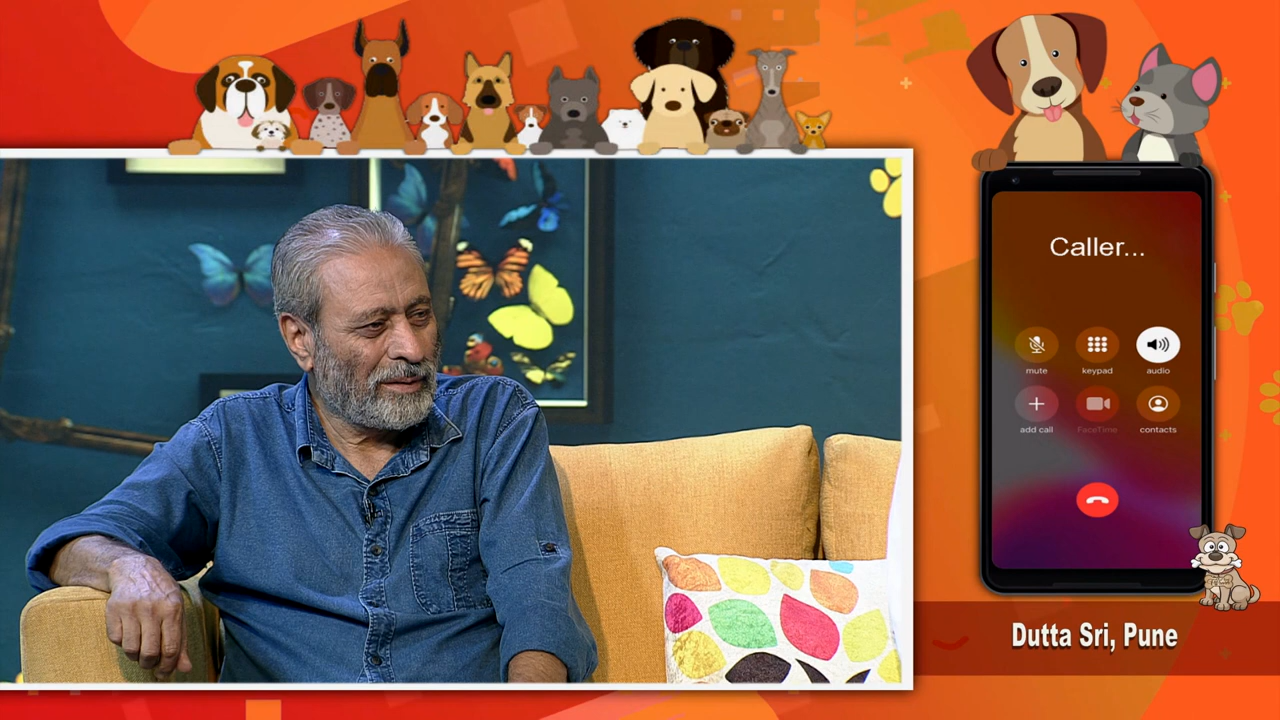 Caller...
mute
keypad
audio
add call
FaceTime
contacts
Dutta Sri, Pune